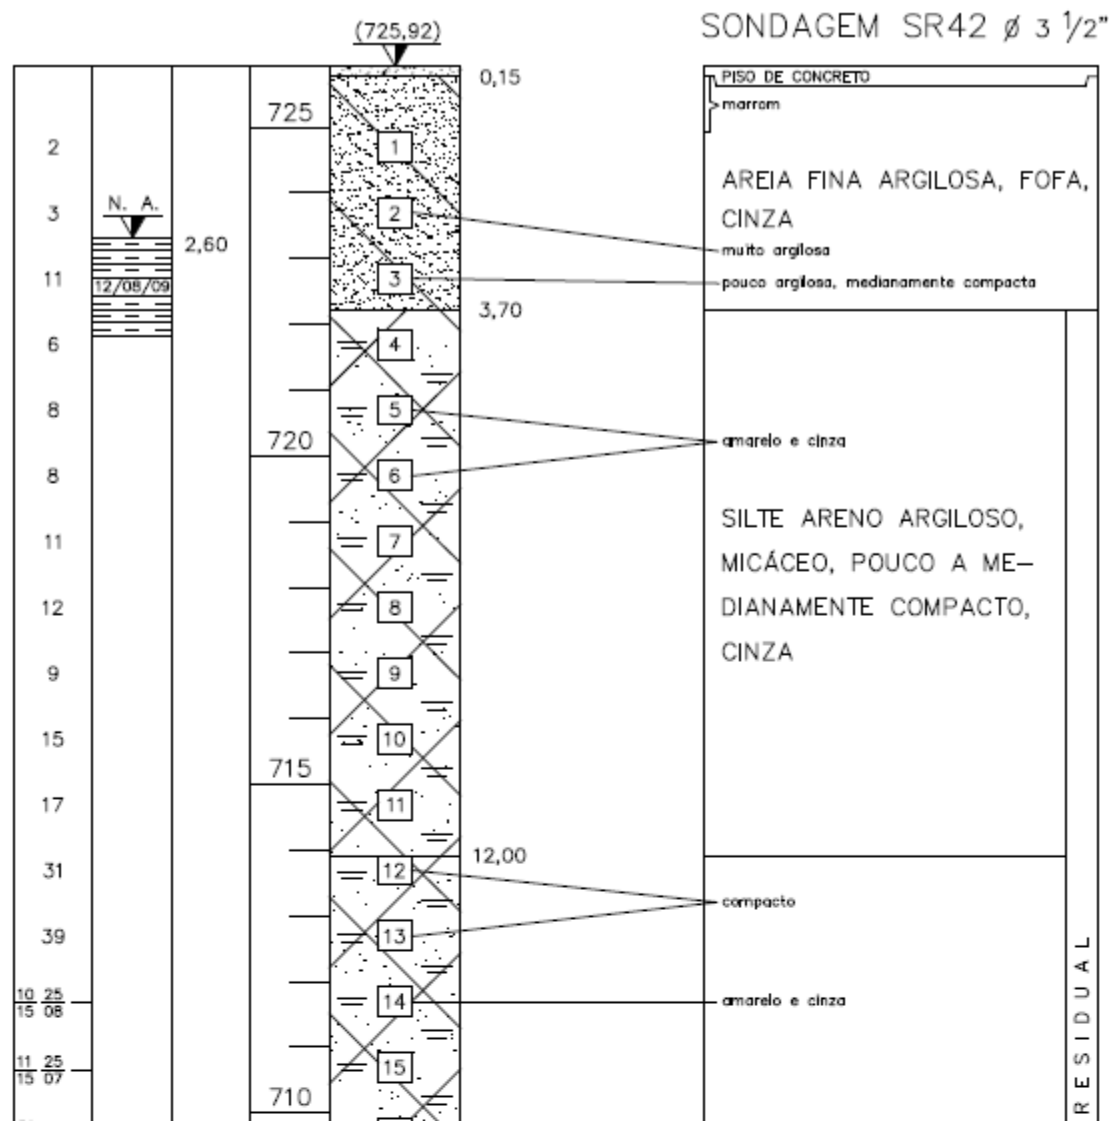 SONDAGEM SR42 ø 3 1/2"
(725,92)
0,15
PISO DE CONCRETO
marrom
725
2
1
AREIA FINA ARGILOSA, FOFA,
CINZA
3
N. A.
2
muito argilosa
2,60
11
12/08/09
3
pouco argilosa, medianamente compacta
3,70
6
4
8
5
amarelo e cinza
720
8
6
SILTE ARENO ARGILOSO,
MICÁCEO, POUCO A ME-
DIANAMENTE COMPACTO,
CINZA
11
7
12
8
9
9
15
10
715
17
11
12,00
31
12
compacto
39
13
10 25
15 08
14
amarelo e cinza
11 25
15 07
15
710
RESIDUAL